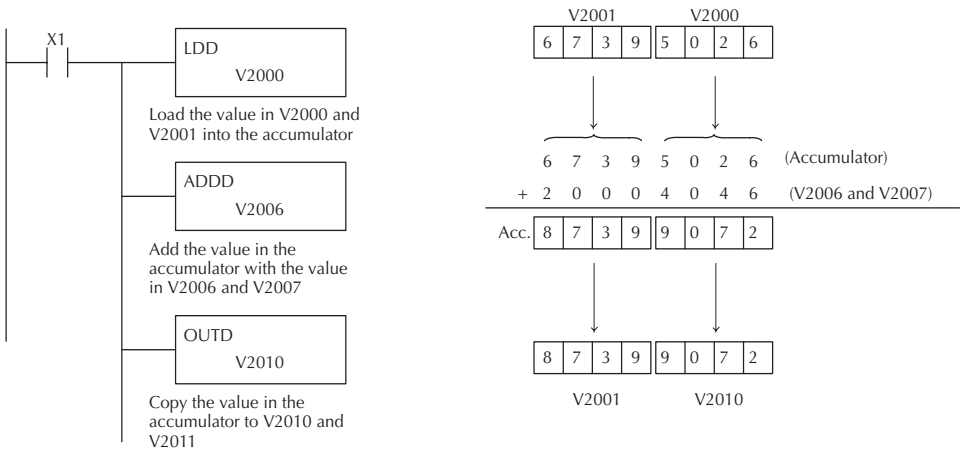 X1
LDD
V2000
Load the value in V2000 and
V2001 into the accumulator
ADDD
V2006
Add the value in the
accumulator with the value
in V2006 and V2007
OUTD
V2010
Copy the value in the
accumulator to V2010 and
V2011
V2001 V2000
6 7 3 9 5 0 2 6
6 7 3 9 5 0 2 6 (Accumulator)
+ 2 0 0 0 4 0 4 6 (V2006 and V2007)
Acc. 8 7 3 9 9 0 7 2
8 7 3 9 9 0 7 2
V2001 V2010